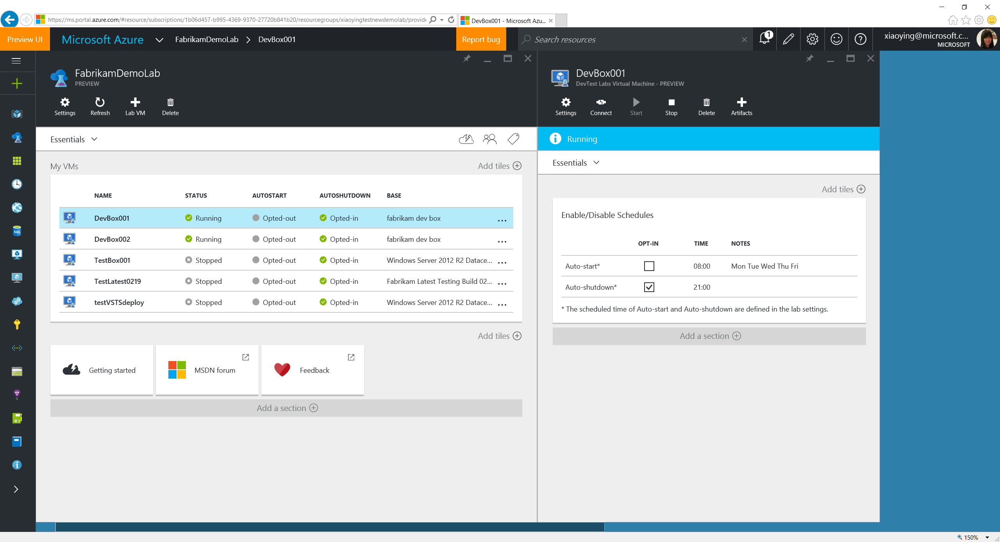 https://ms.portal.azure.com/#resource/subscriptions/1b06d457-b995-4369-9370-27720b841b20/resourcegroups/xiaoyingtestnewdemolab/provide
DevBox001 - Microsoft Azu...
Preview UI
Microsoft Azure
FabrikamDemoLab
DevBox001
Report bug
Search resources
1
xiaoying@microsoft.c...
MICROSOFT
FabrikamDemoLab
PREVIEW
Settings
Refresh
Lab VM
Delete
Essentials
My VMs
Add tiles
NAME STATUS AUTOSTART AUTOSHUTDOWN BASE
DevBox001 Running Opted-out Opted-in fabrikam dev box ...
DevBox002 Running Opted-out Opted-in fabrikam dev box ...
TestBox001 Stopped Opted-out Opted-in Windows Server 2012 R2 Datace... ...
TestLatest0219 Stopped Opted-out Opted-in Fabrikam Latest Testing Build 02... ...
testVSTSdeploy Stopped Opted-out Opted-in Windows Server 2012 R2 Datace... ...
Add tiles
Getting started
MSDN forum
Feedback
Add a section
DevBox001
DevTest Labs Virtual Machine - PREVIEW
Settings
Connect
Start
Stop
Delete
Artifacts
Running
Essentials
Add tiles
Enable/Disable Schedules
OPT-IN TIME NOTES
Auto-start* 08:00 Mon Tue Wed Thu Fri
Auto-shutdown* 21:00
* The scheduled time of Auto-start and Auto-shutdown are defined in the lab settings.
Add a section
SQL
150%